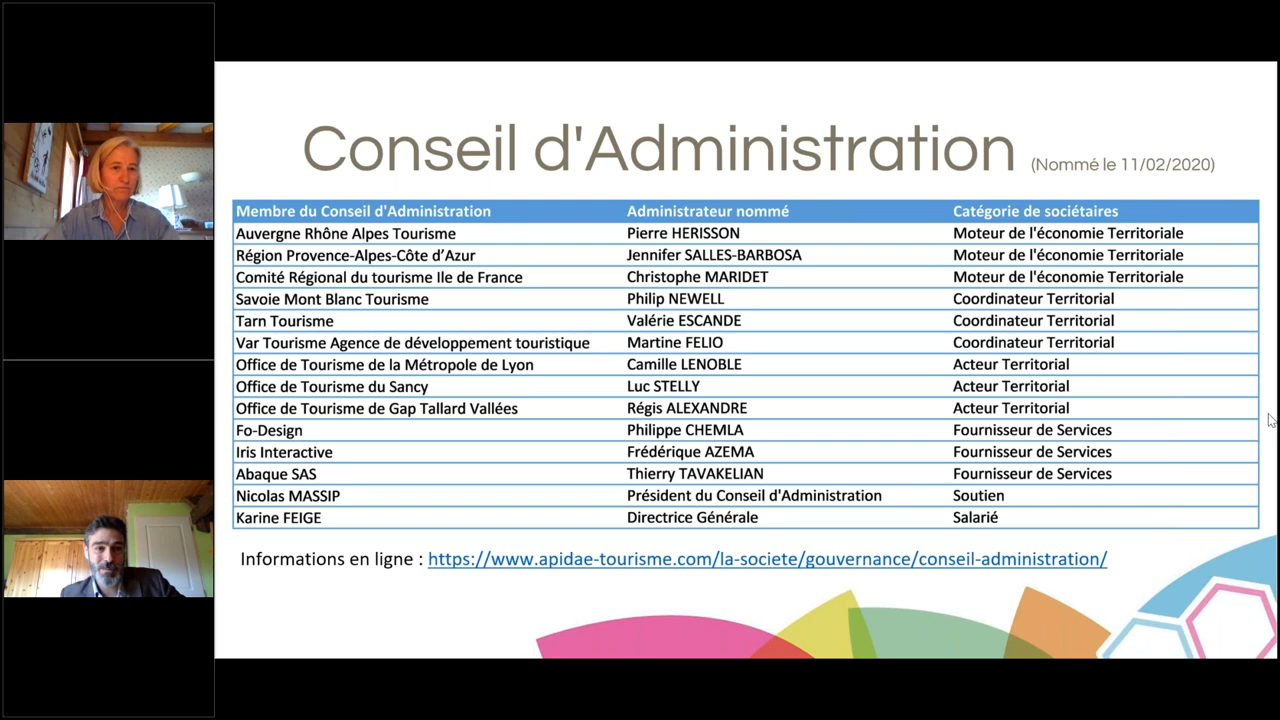 Conseil d'Administration (Nommé le 11/02/2020)
Membre du Conseil d'Administration Administrateur nommé Catégorie de sociétaires
Auvergne Rhône Alpes Tourisme Pierre HERISSON Moteur de l'économie Territoriale
Région Provence-Alpes-Côte d’Azur Jennifer SALLES-BARBOSA Moteur de l'économie Territoriale
Comité Régional du tourisme Ile de France Christophe MARIDET Moteur de l'économie Territoriale
Savoie Mont Blanc Tourisme Philip NEWELL Coordinateur Territorial
Tarn Tourisme Valérie ESCANDE Coordinateur Territorial
Var Tourisme Agence de développement touristique Martine FELIO Coordinateur Territorial
Office de Tourisme de la Métropole de Lyon Camille LENOBLE Acteur Territorial
Office de Tourisme du Sancy Luc STELLY Acteur Territorial
Office de Tourisme de Gap Tallard Vallées Régis ALEXANDRE Acteur Territorial
Fo-Design Philippe CHEMLA Fournisseur de Services
Iris Interactive Frédérique AZEMA Fournisseur de Services
Abaque SAS Thierry TAVAKELIAN Fournisseur de Services
Nicolas MASSIP Président du Conseil d'Administration Soutien
Karine FEIGE Directrice Générale Salarié
Informations en ligne : https://www.apidae-tourisme.com/la-societe/gouvernance/conseil-administration/